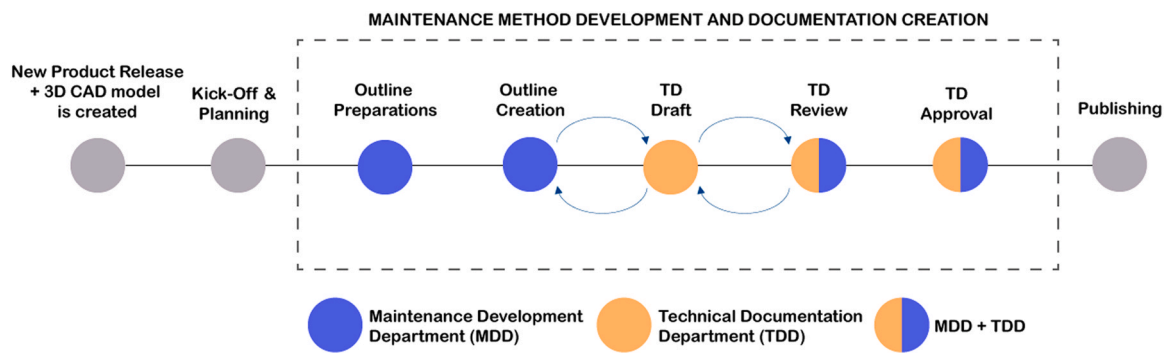 MAINTENANCE METHOD DEVELOPMENT AND DOCUMENTATION CREATION
New Product Release
+ 3D CAD model
is created
Kick-Off &
Planning
Outline
Preparations
Outline
Creation
TD
Draft
TD
Review
TD
Approval
Publishing
Maintenance Development
Department (MDD)
Technical Documentation
Department (TDD)
MDD + TDD